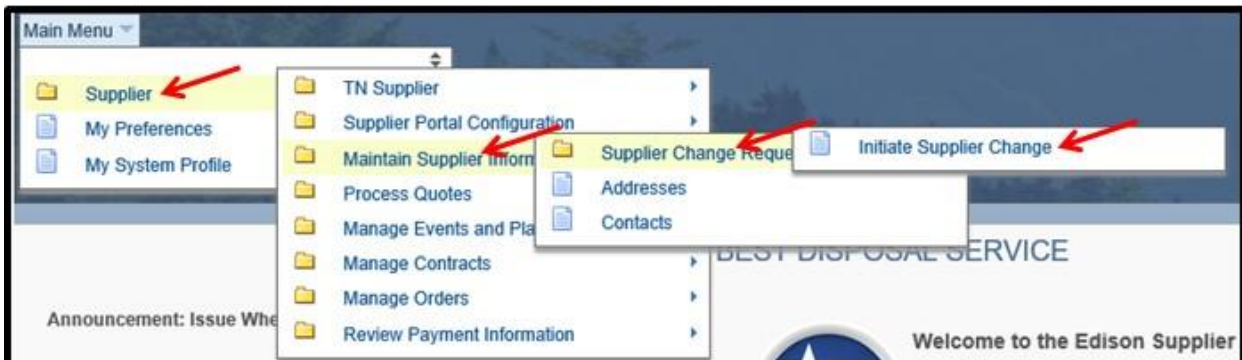 Main Menu
Supplier
My Preferences
My System Profile
TN Supplier
Supplier Portal Configuration
Maintain Supplier Inform
Process Quotes
Manage Events and Pla
Manage Contracts
Manage Orders
Review Payment Information
Supplier Change Reque
Addresses
Contacts
Initiate Supplier Change
BEST DISPOSAL SERVICE
Announcement: Issue Whe
Welcome to the Edison Supplier